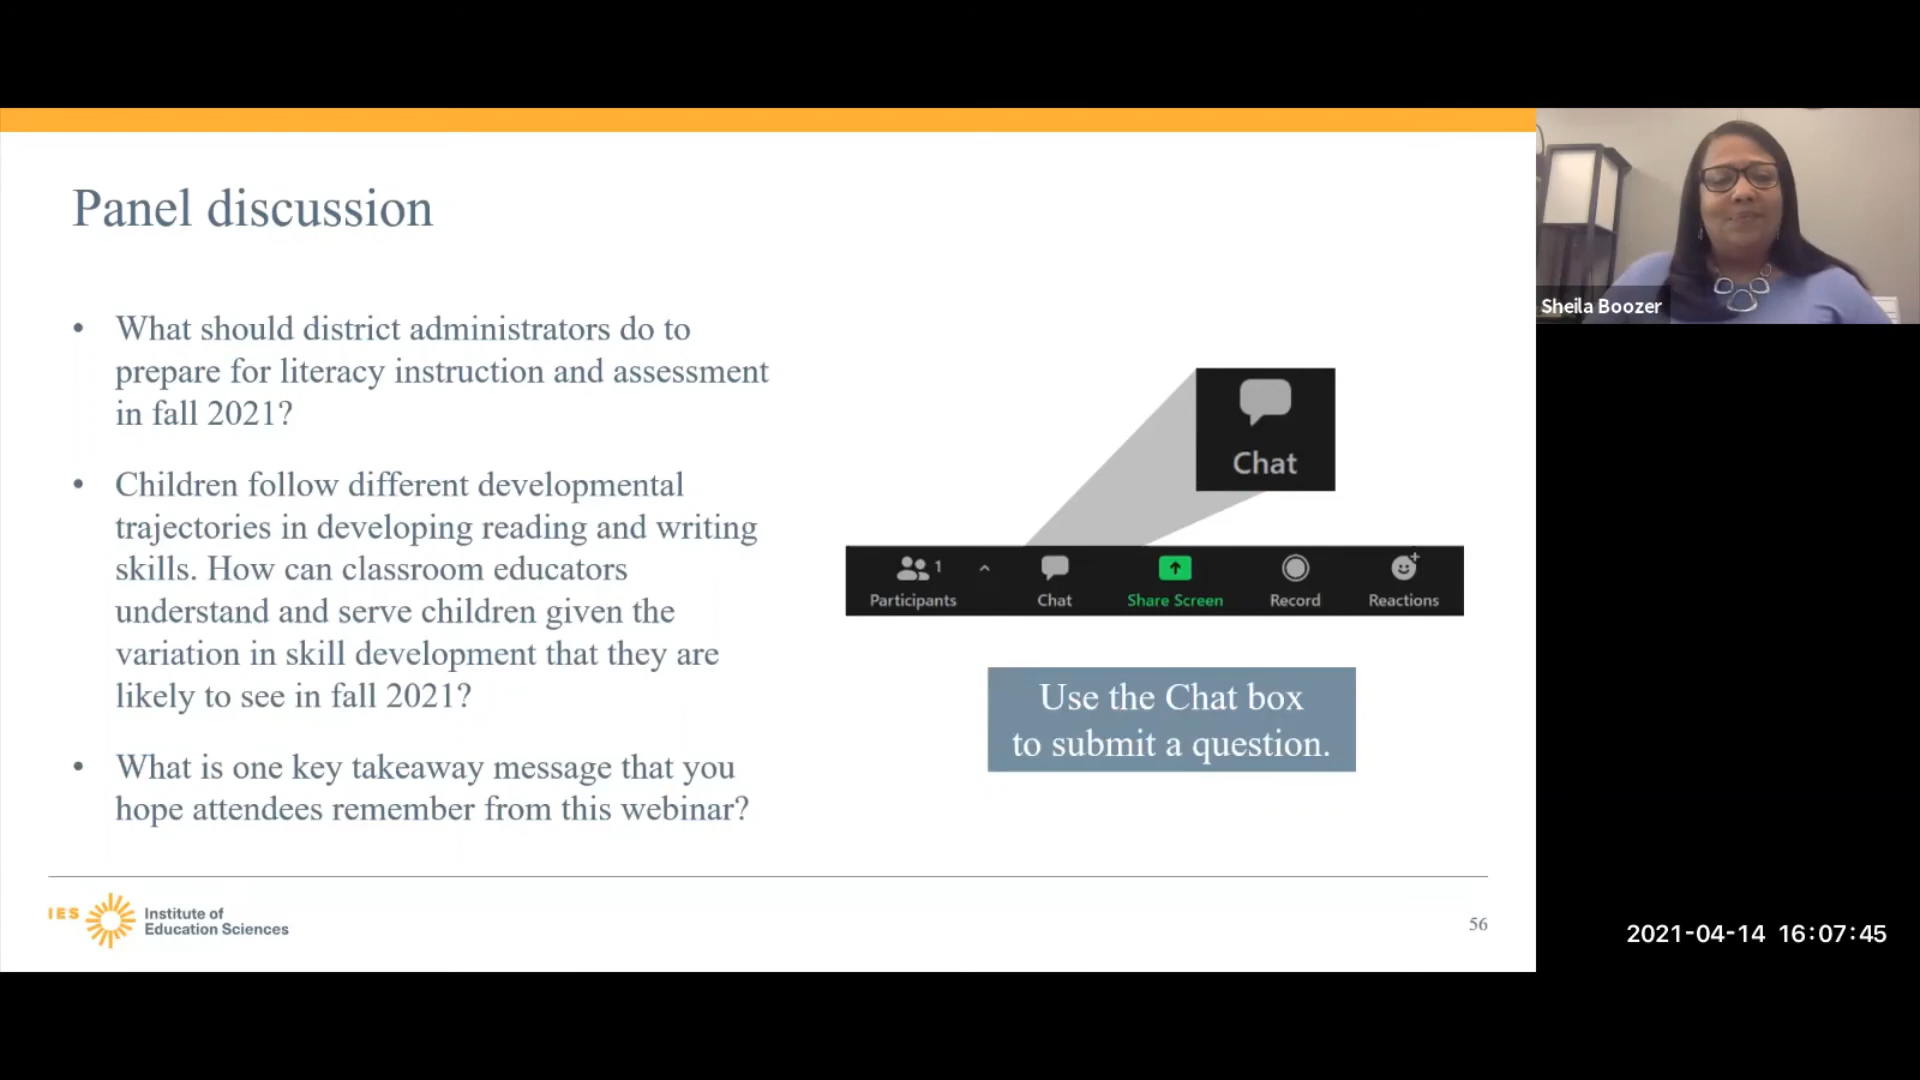 Panel discussion
• What should district administrators do to
prepare for literacy instruction and assessment
in fall 2021?
• Children follow different developmental
trajectories in developing reading and writing
skills. How can classroom educators
understand and serve children given the
variation in skill development that they are
likely to see in fall 2021?
• What is one key takeaway message that you
hope attendees remember from this webinar?
Chat
1
Participants
Chat
Share Screen
Record
Reactions
Use the Chat box
to submit a question.
IES
Institute of
Education Sciences
56
Sheila Boozer
2021-04-14 16:07:45